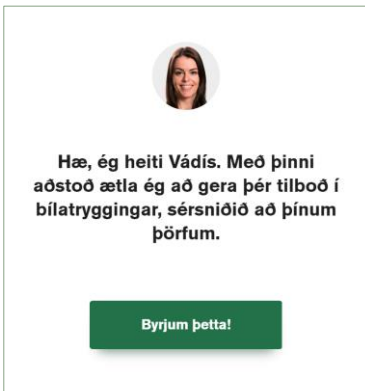 Hæ, ég heiti Vádís. Með þinni
aðstoð ætla ég að gera þér tilboð í
bílatryggingar, sérsniðið að þínum
þörfum.
Byrjum þetta!